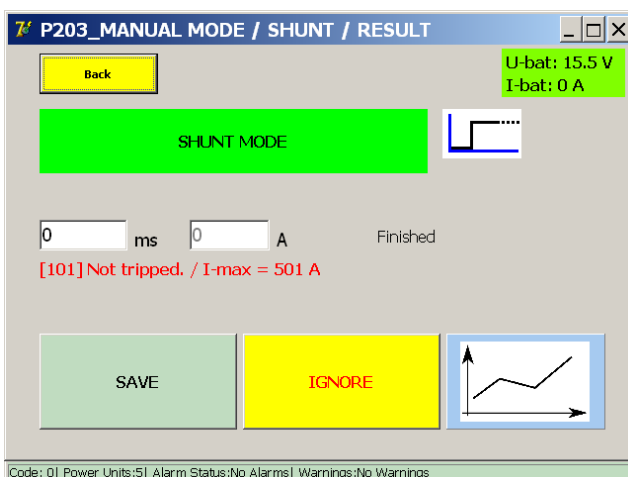 P203_MANUAL MODE / SHUNT / RESULT
Back
U-bat: 15.5 V
I-bat: 0 A
SHUNT MODE
0 ms 0 A Finished
[101] Not tripped. / I-max = 501 A
SAVE IGNORE
Code: 0| Power Units:5| Alarm Status:No Alarms| Warnings:No Warnings